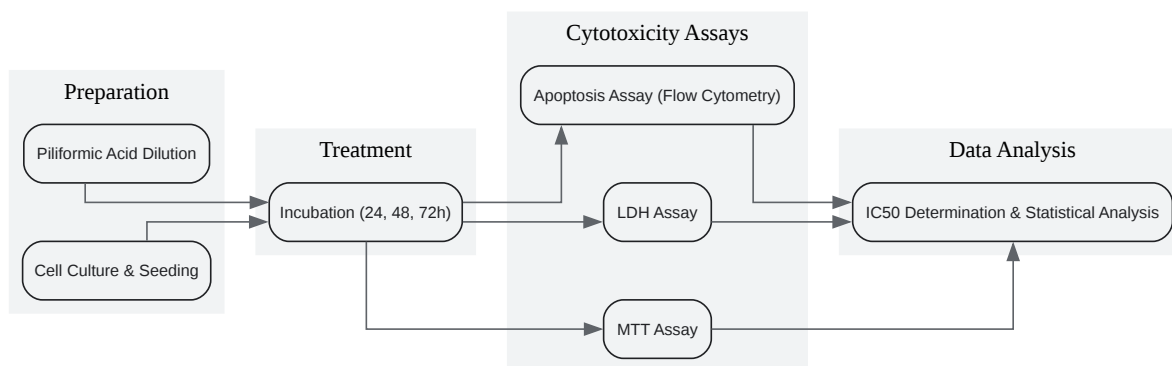 Preparation
Piliformic Acid Dilution
Cell Culture & Seeding
Treatment
Incubation (24, 48, 72h)
Cytotoxicity Assays
Apoptosis Assay (Flow Cytometry)
LDH Assay
MTT Assay
Data Analysis
IC50 Determination & Statistical Analysis